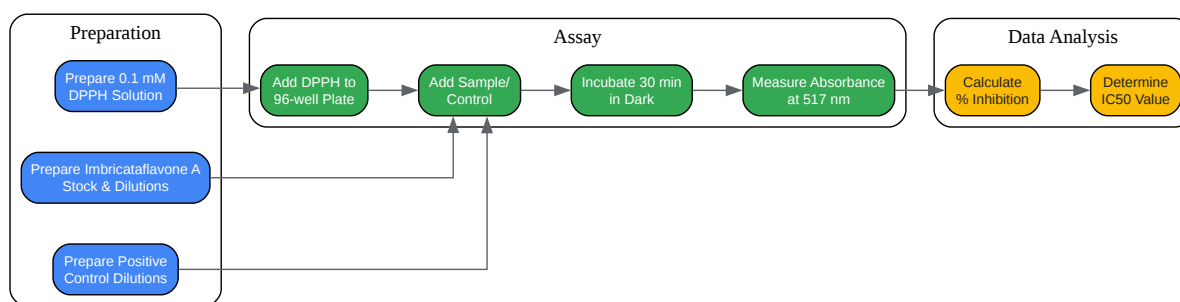 Preparation
Prepare 0.1 mM
DPPH Solution
Prepare Imbricataflavone A
Stock & Dilutions
Prepare Positive
Control Dilutions
Assay
Add DPPH to
96-well Plate
Add Sample/
Control
Incubate 30 min
in Dark
Measure Absorbance
at 517 nm
Data Analysis
Calculate
% Inhibition
Determine
IC50 Value